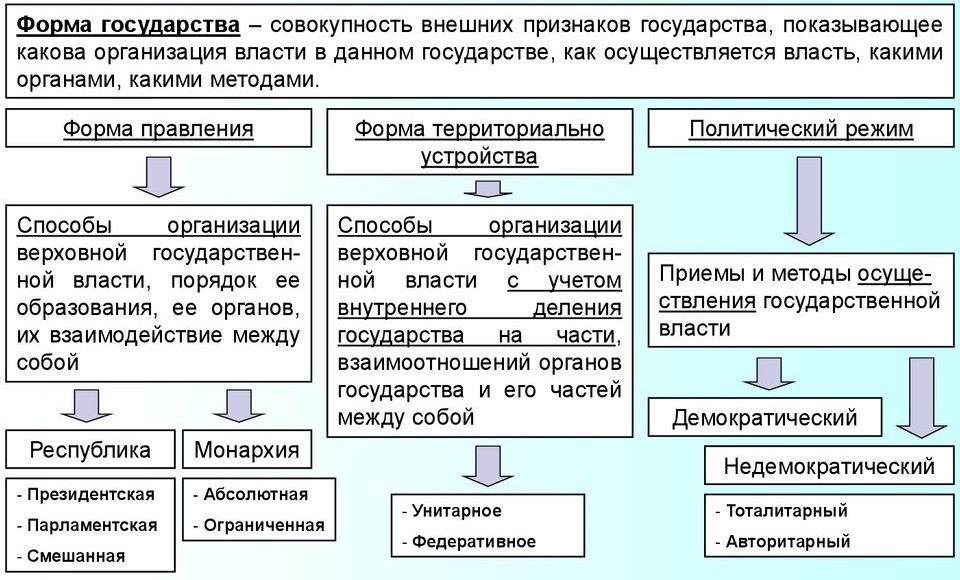 Форма государства – совокупность внешних признаков государства, показывающее
какова организация власти в данном государстве, как осуществляется власть, какими
органами, какими методами.
Форма правления
Способы организации
верховной государствен-
ной власти, порядок ее
образования, ее органов,
их взаимодействие между
собой
Республика
- Президентская
- Парламентская
- Смешанная
Монархия
- Абсолютная
- Ограниченная
Форма территориально
устройства
Способы организации
верховной государствен-
ной власти с учетом
внутреннего деления
государства на части,
взаимоотношений органов
государства и его частей
между собой
- Унитарное
- Федеративное
Политический режим
Приемы и методы осуще-
ствления государственной
власти
Демократический
Недемократический
- Тоталитарный
- Авторитарный